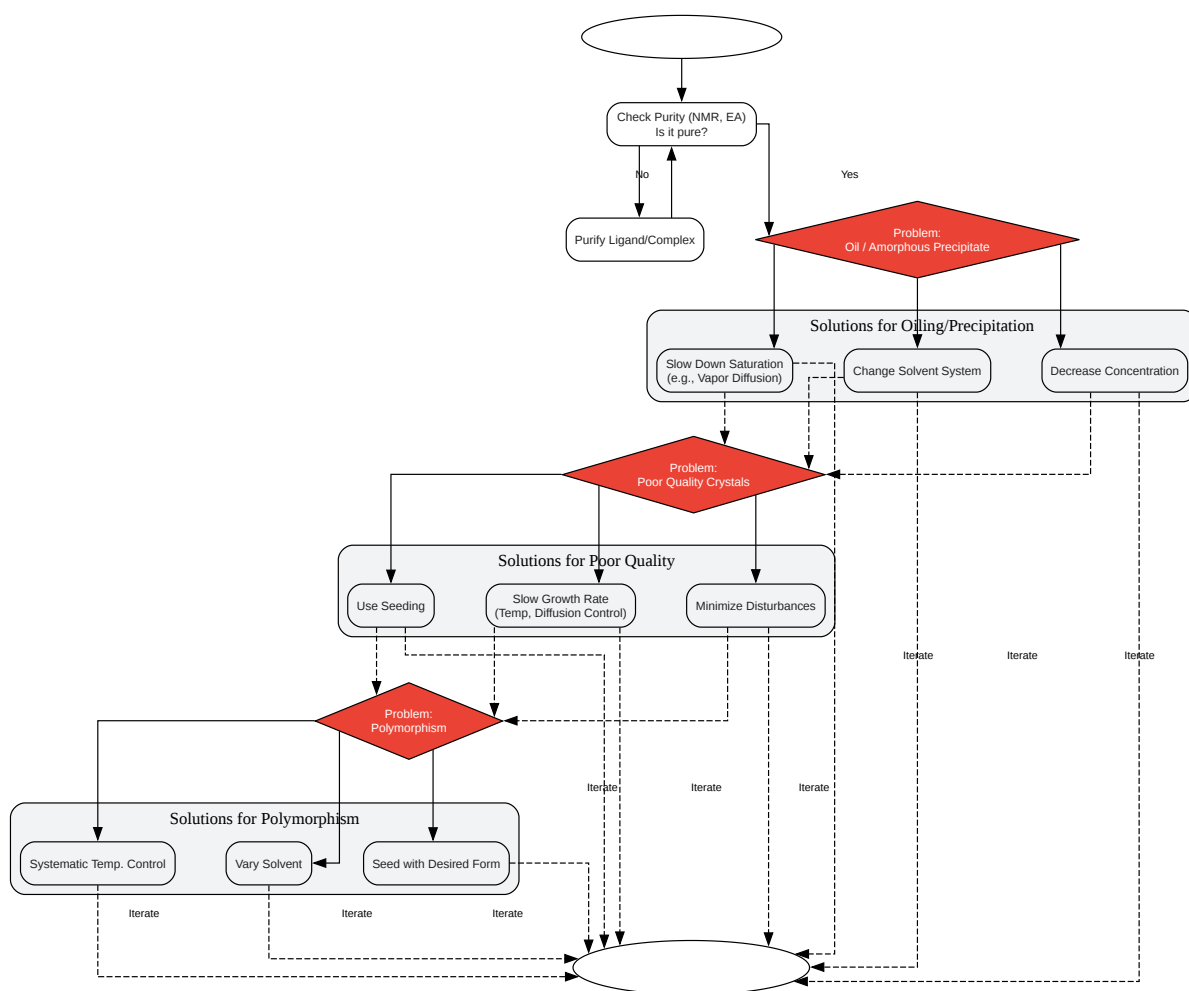 Check Purity (NMR, EA)
Is it pure?
No
Yes
Purify Ligand/Complex
Problem:
Oil / Amorphous Precipitate
Solutions for Oiling/Precipitation
Slow Down Saturation
(e.g., Vapor Diffusion)
Change Solvent System
Decrease Concentration
Problem:
Poor Quality Crystals
Solutions for Poor Quality
Use Seeding
Slow Growth Rate
(Temp, Diffusion Control)
Minimize Disturbances
Iterate
Iterate
Iterate
Problem:
Polymorphism
Iterate
Iterate
Iterate
Solutions for Polymorphism
Systematic Temp. Control
Vary Solvent
Seed with Desired Form
Iterate
Iterate
Iterate